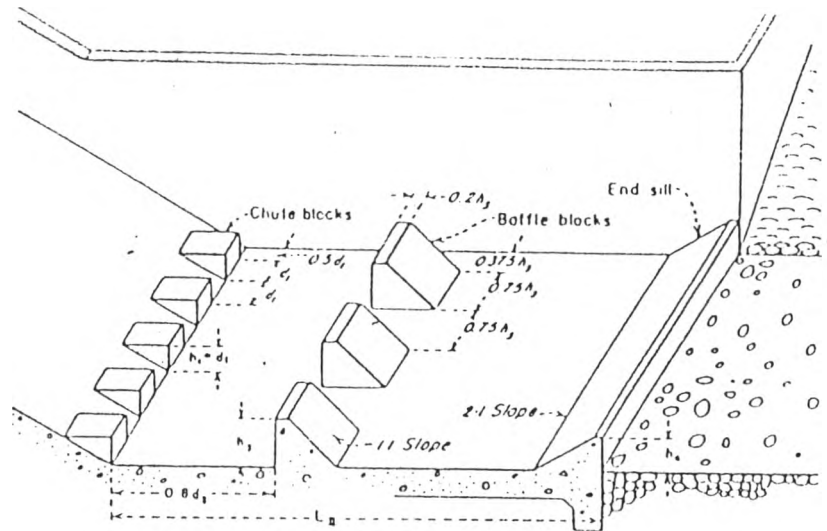 End sill
0.2h₃
Chute blocks
Baffle blocks
0.5d₁
0.375h₃
d₁
d₁
0.75h₃
0.75h₃
h₁=d₁
2:1 Slope
h₃
1:1 Slope
h₄
0.8d₂